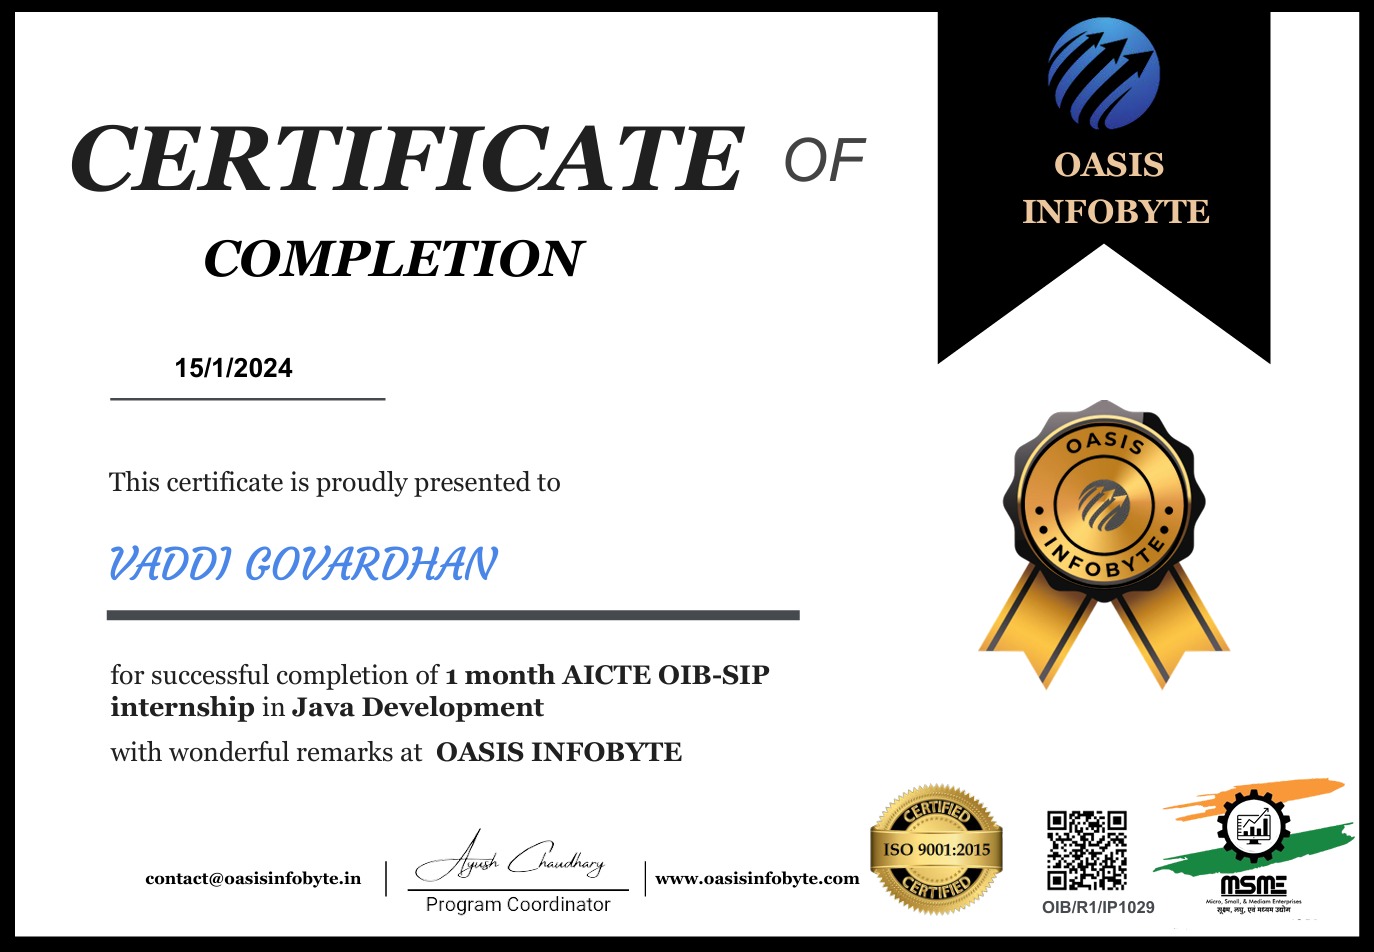 CERTIFICATE OF
COMPLETION
OASIS
INFOBYTE
15/1/2024
This certificate is proudly presented to
VADDI GOVARDHAN
for successful completion of 1 month AICTE OIB-SIP
internship in Java Development
with wonderful remarks at OASIS INFOBYTE
OASIS
INFOBYTE
contact@oasisinfobyte.in
Ayush Chaudhary
Program Coordinator
www.oasisinfobyte.com
CERTIFIED
ISO 9001:2015
CERTIFIED
OIB/R1/IP1029
MSME
Micro, Small, & Mediam Enterprises
सूक्ष्म, लघु, एवं मध्यम उद्योग